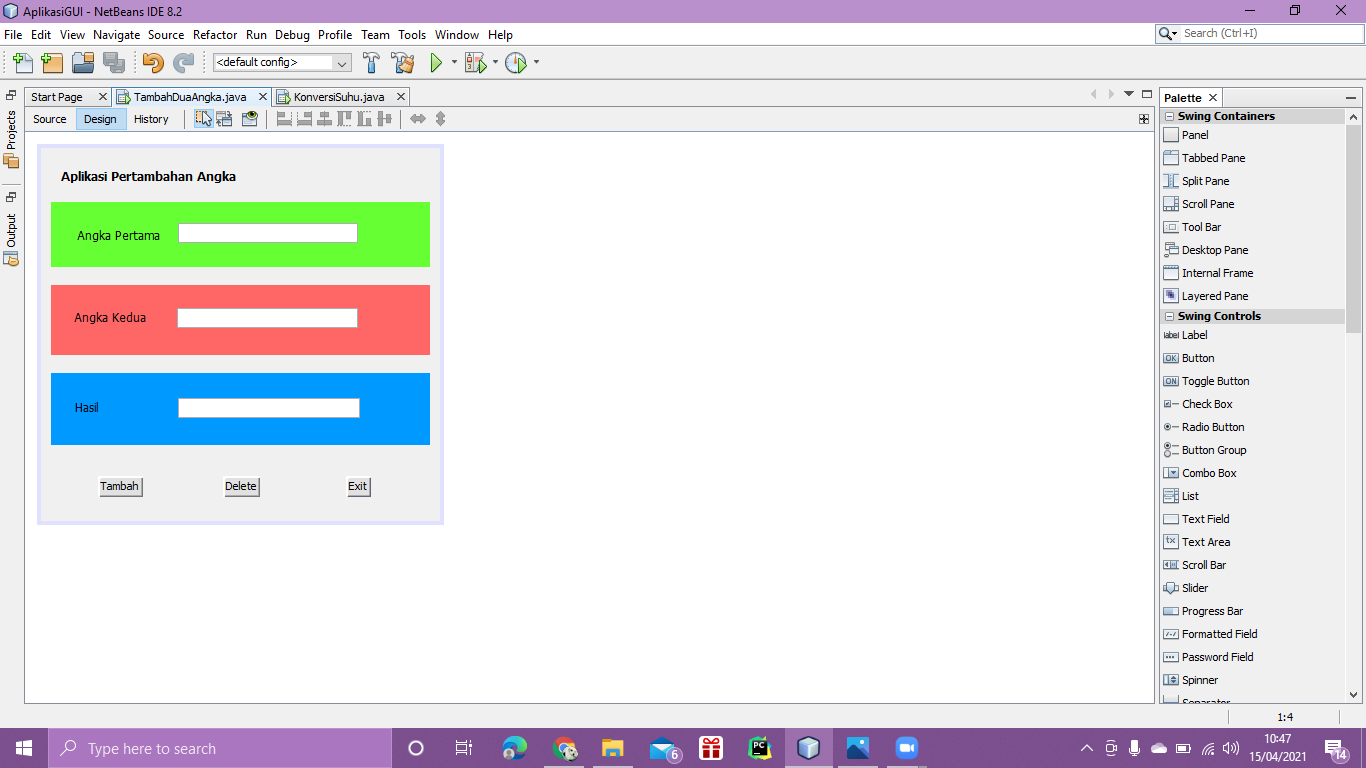 AplikasiGUI - NetBeans IDE 8.2
File Edit View Navigate Source Refactor Run Debug Profile Team Tools Window Help
Search (Ctrl+I)
<default config>
Start Page TambahDuaAngka.java KonversiSuhu.java
Source Design History
Projects
Output
Aplikasi Pertambahan Angka
Angka Pertama
Angka Kedua
Hasil
Tambah Delete Exit
Palette
Swing Containers
Panel
Tabbed Pane
Split Pane
Scroll Pane
Tool Bar
Desktop Pane
Internal Frame
Layered Pane
Swing Controls
label Label
OK Button
ON Toggle Button
Check Box
Radio Button
Button Group
Combo Box
List
Text Field
Text Area
Scroll Bar
Slider
Progress Bar
Formatted Field
Password Field
Spinner
Separator
1:4
Type here to search
6
PC
10:47
15/04/2021
14